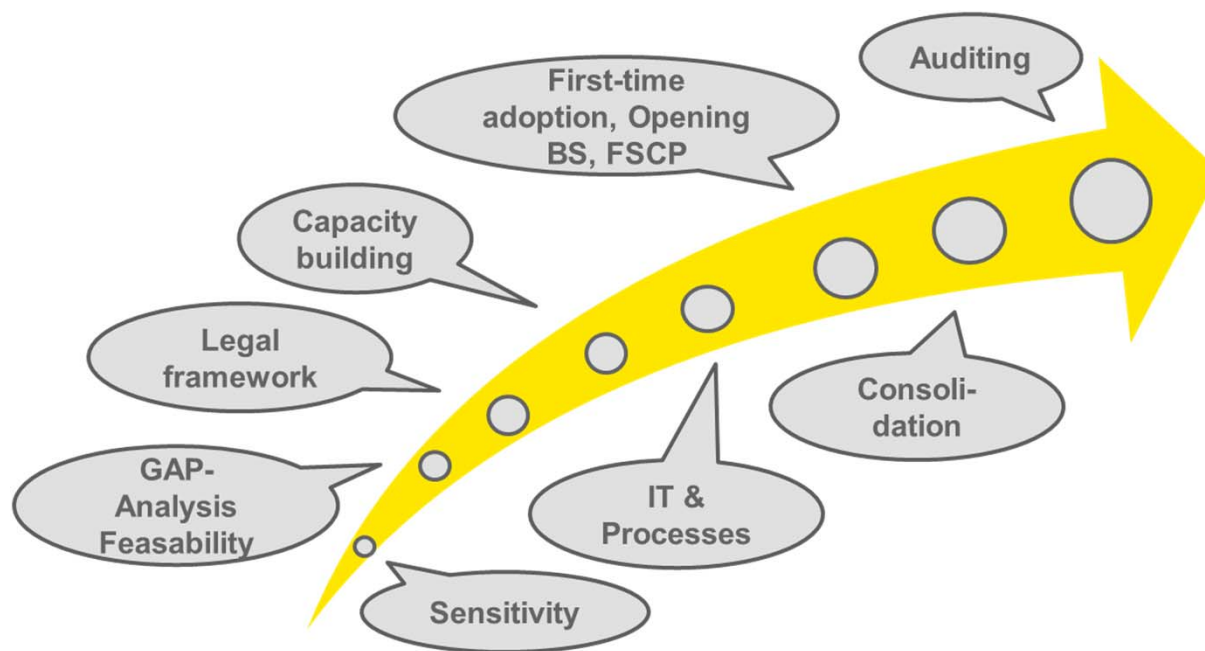 Auditing
First-time
adoption, Opening
BS, FSCP
Capacity
building
Legal
framework
Consoli-
dation
GAP-
Analysis
Feasability
IT &
Processes
Sensitivity